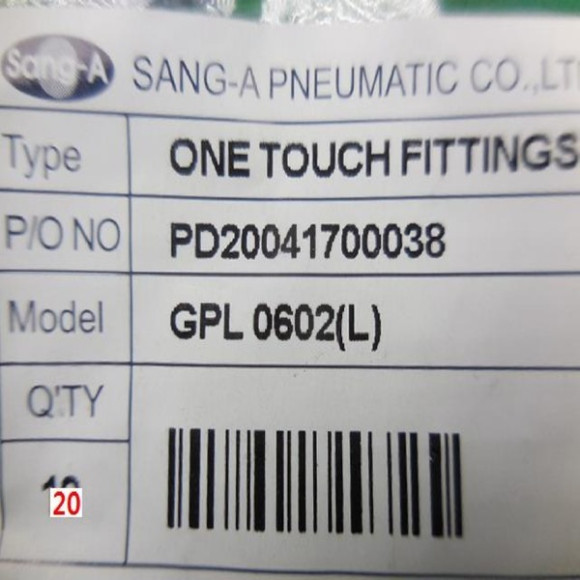 Sang-A SANG-A PNEUMATIC CO.,LT
Type ONE TOUCH FITTINGS
P/O NO PD20041700038
Model GPL 0602(L)
Q'TY
20